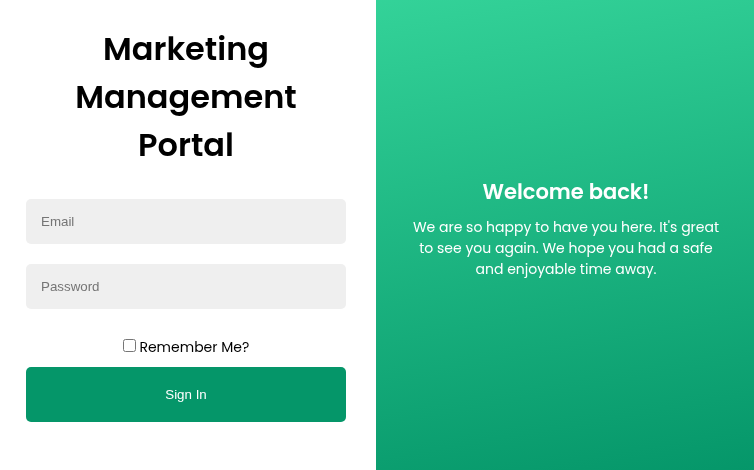 Marketing
Management
Portal
Email
Password
Remember Me?
Sign In
Welcome back!
We are so happy to have you here. It's great
to see you again. We hope you had a safe
and enjoyable time away.